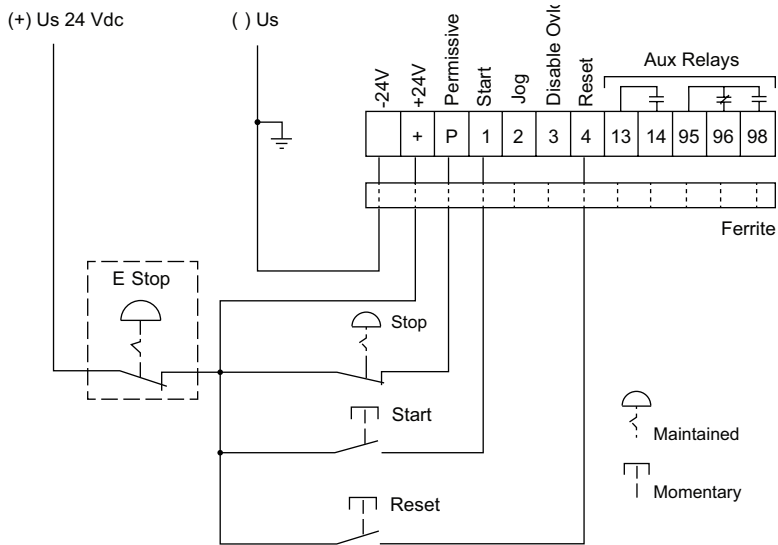 (+) Us 24 Vdc
( ) Us
-24V
+24V
Permissive
Start
Jog
Disable
Reset
Aux Relays
+ P 1 2 3 4 13 14 95 96 98
Ferrite
E Stop
Stop
Start
Reset
Maintained
Momentary